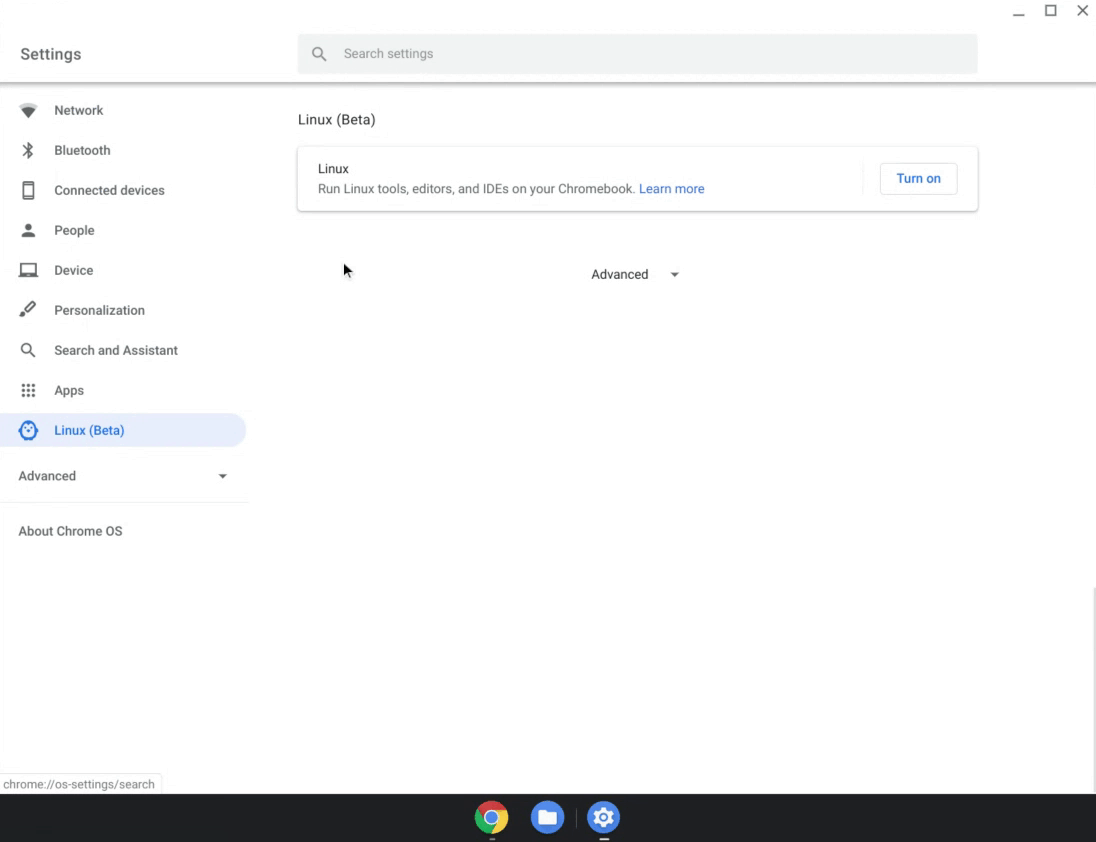 Settings
Search settings
Network
Bluetooth
Connected devices
People
Device
Personalization
Search and Assistant
Apps
Linux (Beta)
Advanced
About Chrome OS
Linux (Beta)
Linux
Run Linux tools, editors, and IDEs on your Chromebook. Learn more
Turn on
Advanced
chrome://os-settings/search